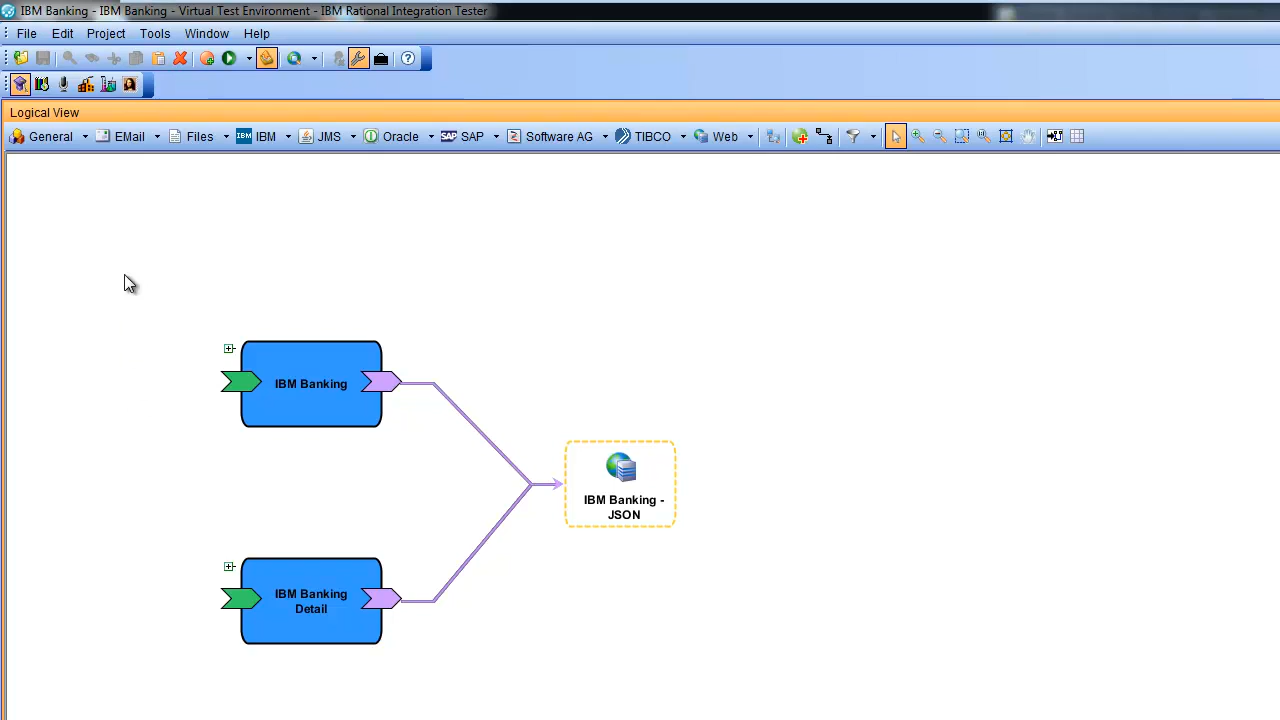 IBM Banking - IBM Banking - Virtual Test Environment - IBM Rational Integration Tester
File Edit Project Tools Window Help
Logical View
General EMail Files IBM IBM JMS Oracle SAP SAP Software AG TIBCO Web
IBM Banking
IBM Banking -
JSON
IBM Banking
Detail